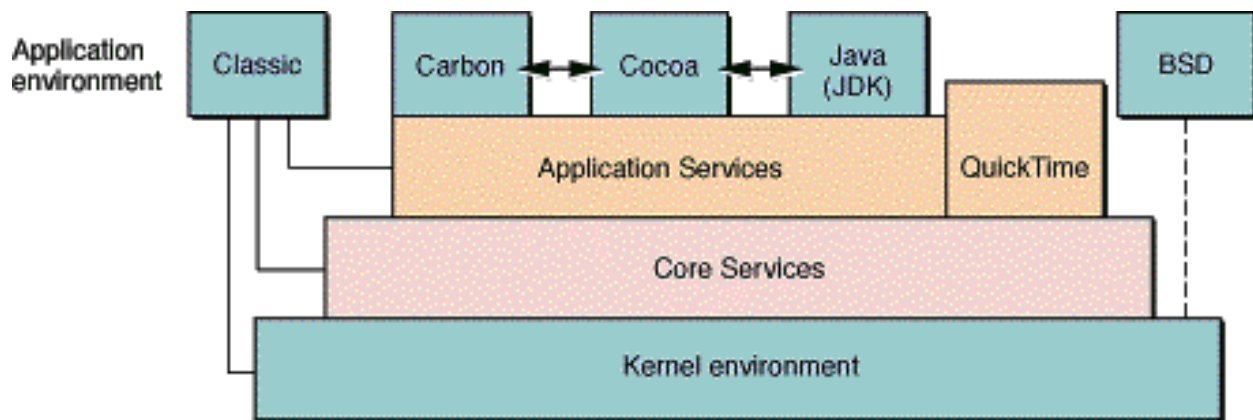 Application
environment
Classic
Carbon
Cocoa
Java
(JDK)
BSD
Application Services
QuickTime
Core Services
Kernel environment